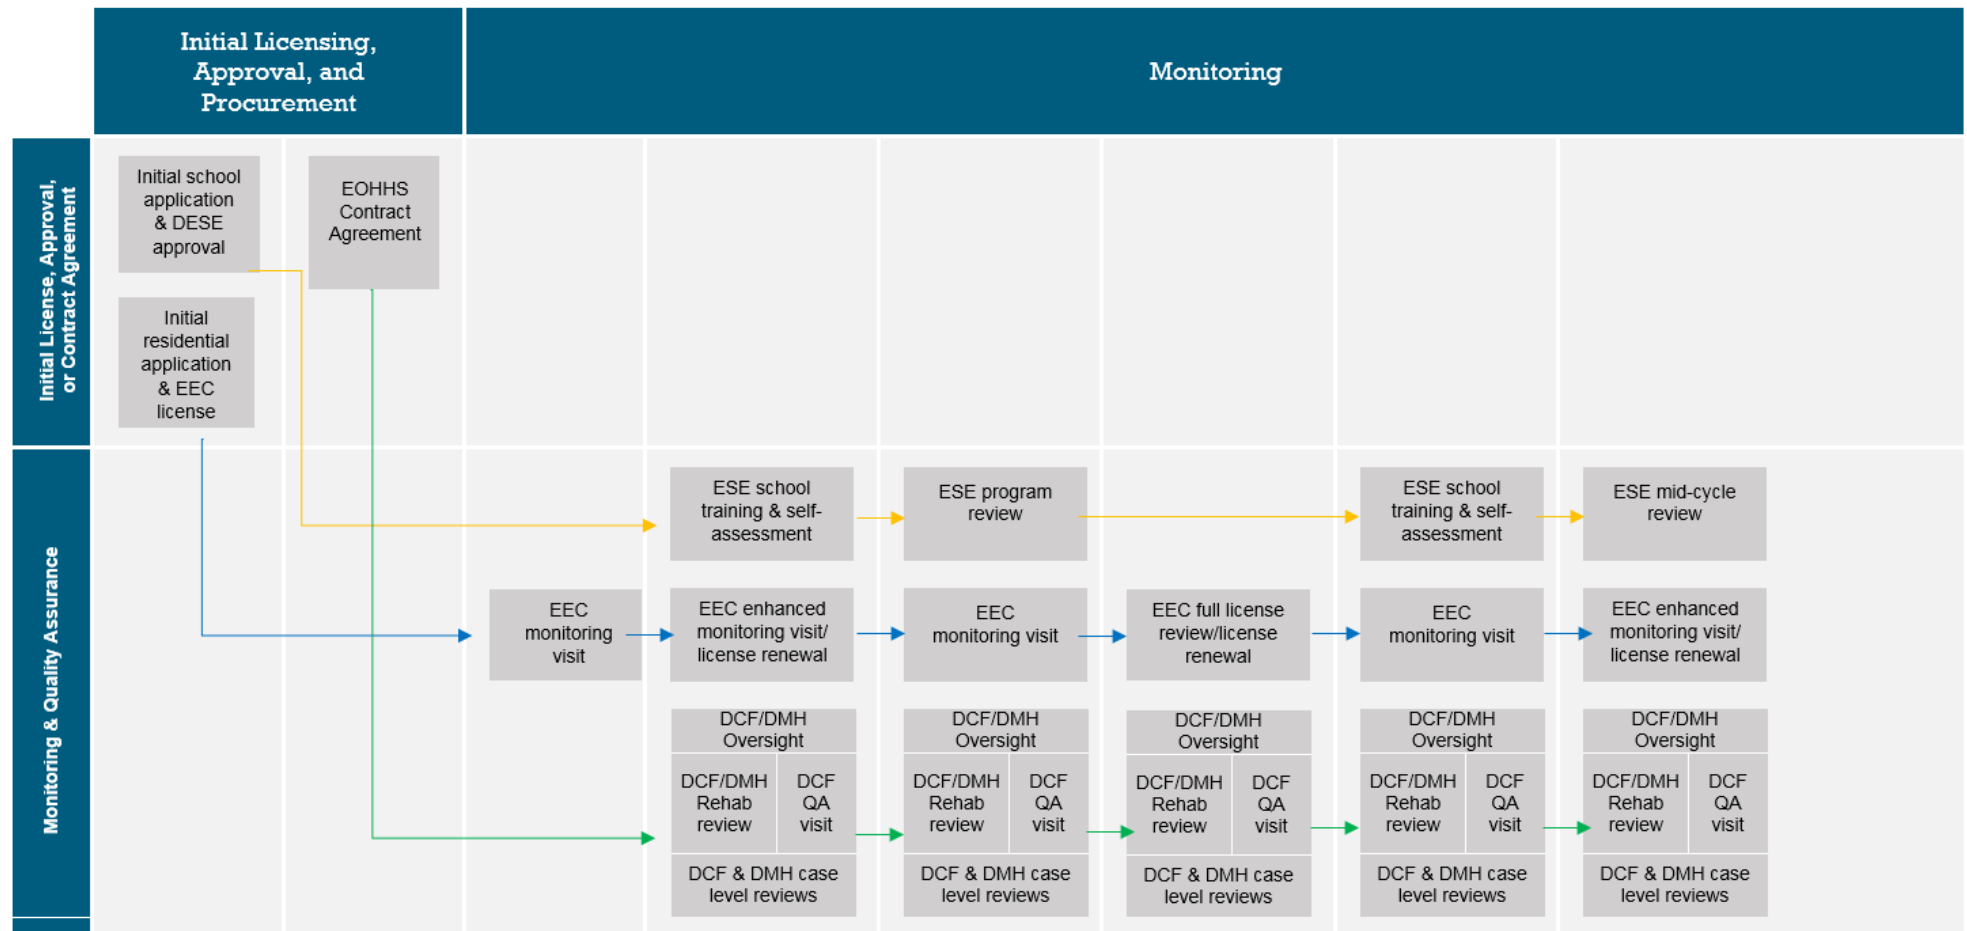 Initial Licensing,
Approval, and
Procurement
Monitoring
Initial License, Approval,
or Contract Agreement
Initial school
application
& DESE
approval
EOHHS
Contract
Agreement
Initial
residential
application
& EEC
license
Monitoring & Quality Assurance
ESE school
training & self-
assessment
ESE program
review
ESE school
training & self-
assessment
ESE mid-cycle
review
EEC
monitoring
visit
EEC enhanced
monitoring visit/
license renewal
EEC
monitoring visit
EEC full license
review/license
renewal
EEC
monitoring visit
EEC enhanced
monitoring visit/
license renewal
DCF/DMH
Oversight
DCF/DMH
Rehab
review
DCF
QA
visit
DCF & DMH case
level reviews
DCF/DMH
Oversight
DCF/DMH
Rehab
review
DCF
QA
visit
DCF & DMH case
level reviews
DCF/DMH
Oversight
DCF/DMH
Rehab
review
DCF
QA
visit
DCF & DMH case
level reviews
DCF/DMH
Oversight
DCF/DMH
Rehab
review
DCF
QA
visit
DCF & DMH case
level reviews
DCF/DMH
Oversight
DCF/DMH
Rehab
review
DCF
QA
visit
DCF & DMH case
level reviews